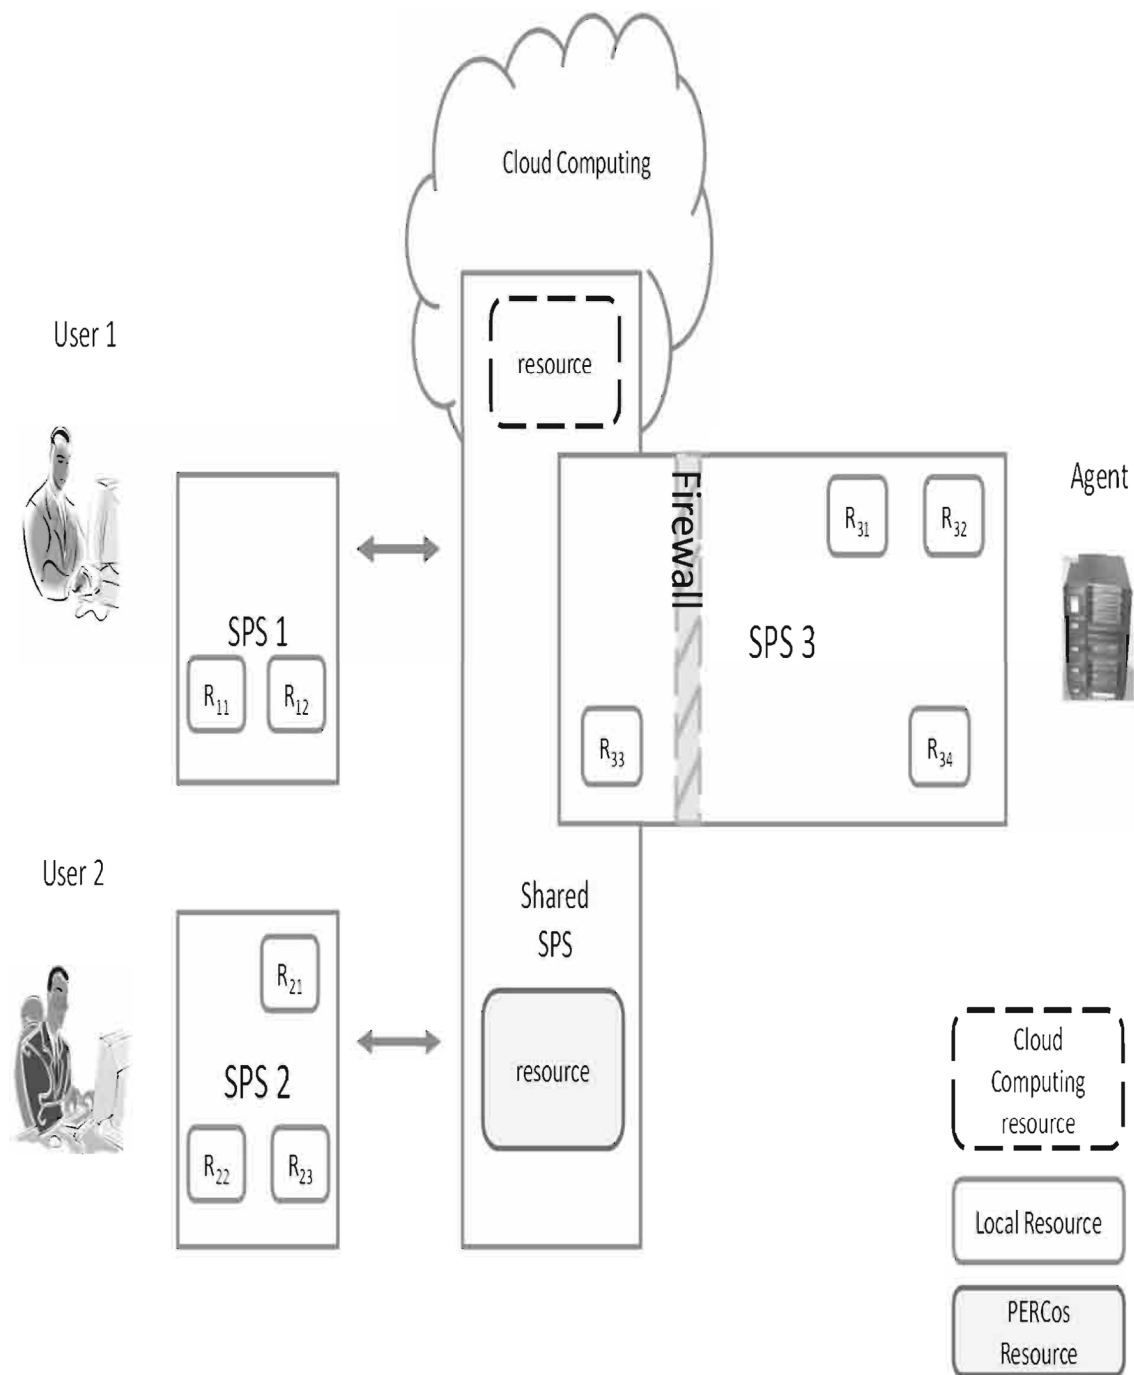 Cloud Computing
resource
User 1
SPS 1
R11
R12
Firewall
R31
R32
SPS 3
R33
R34
Agent
User 2
R21
SPS 2
R22
R23
Shared
SPS
resource
Cloud
Computing
resource
Local Resource
PERCos
Resource